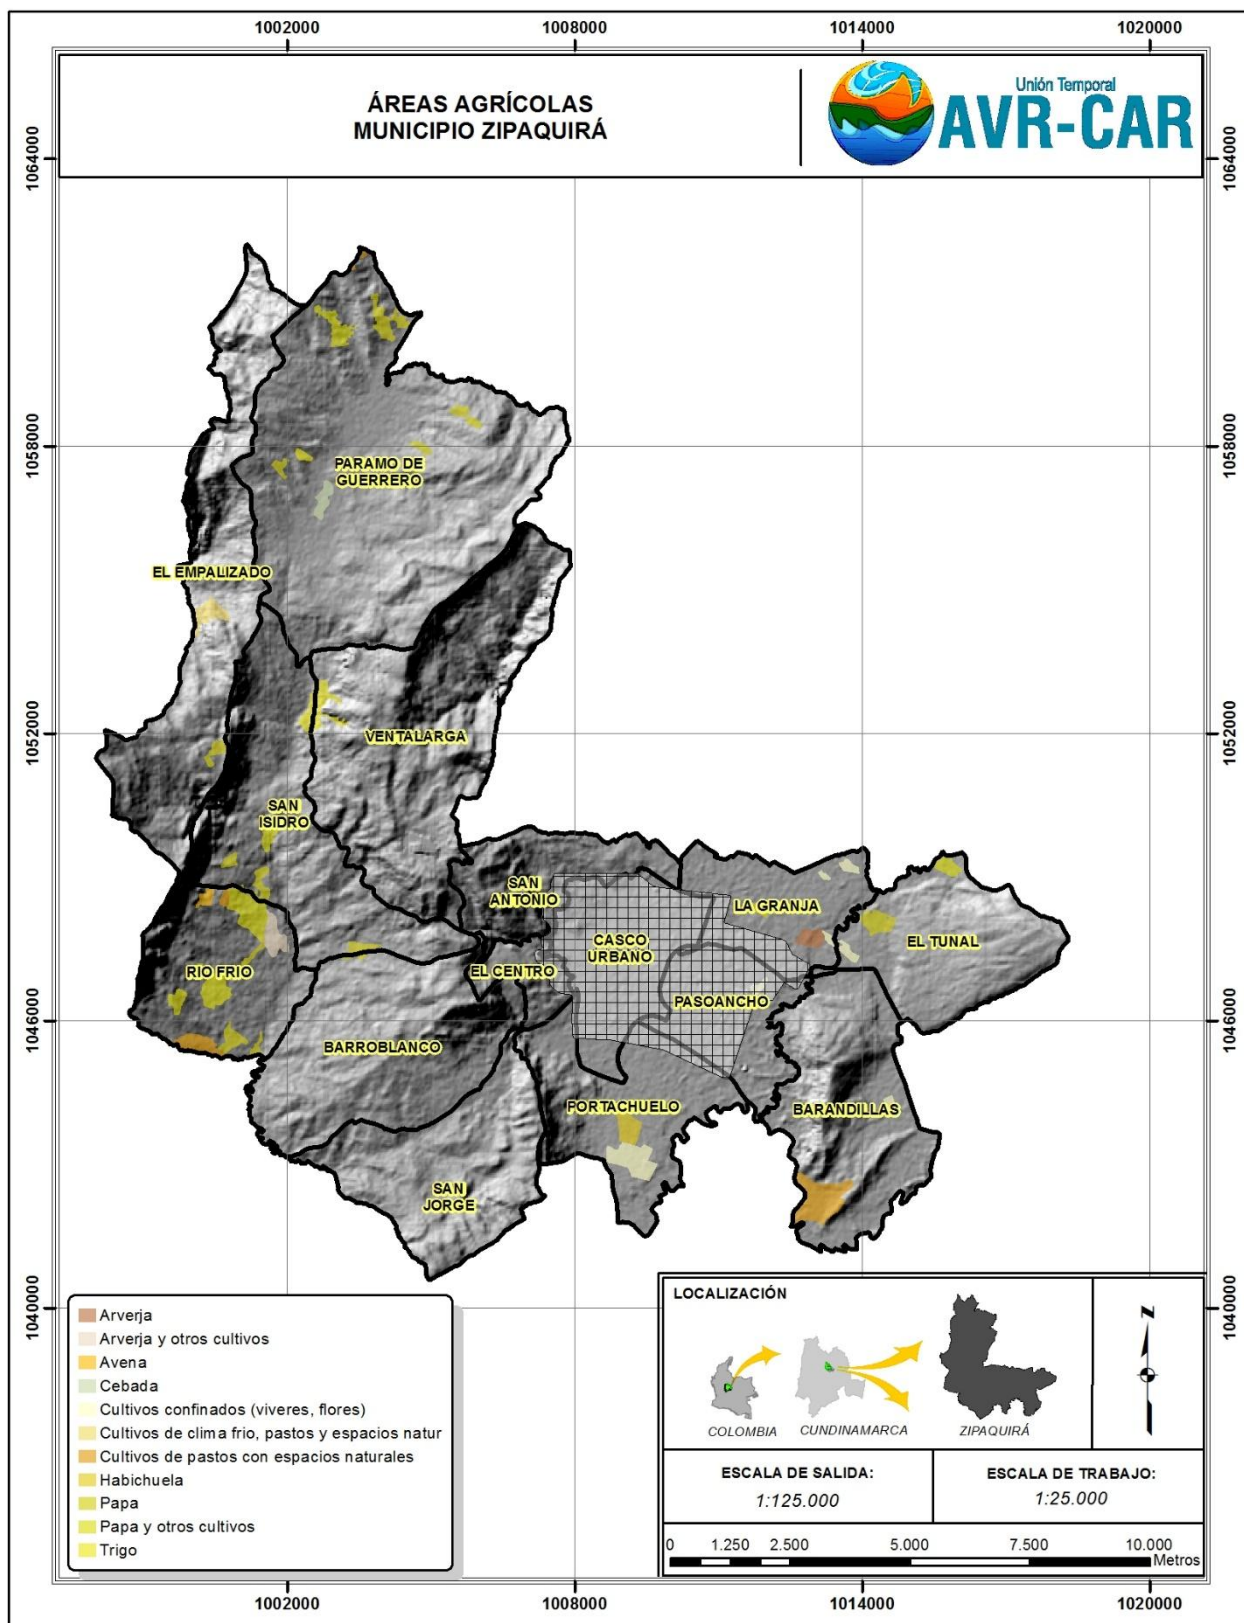 1002000
1008000
1014000
1020000
ÁREAS AGRÍCOLAS
MUNICIPIO ZIPAQUIRÁ
Unión Temporal
AVR-CAR
1064000
1064000
1058000
1058000
PARAMO DE
GUERRERO
EL EMPALIZADO
1052000
1052000
VENTALARGA
SAN
ISIDRO
SAN
ANTONIO
LA GRANJA
CASCO
URBANO
EL TUNAL
RIO FRIO
EL CENTRO
PASOANCHO
1046000
1046000
BARROBLANCO
PORTACHUELO
BARANDILLAS
SAN
JORGE
1040000
1040000
Arverja
Arverja y otros cultivos
Avena
Cebada
Cultivos confinados (viveres, flores)
Cultivos de clima frio, pastos y espacios natur
Cultivos de pastos con espacios naturales
Habichuela
Papa
Papa y otros cultivos
Trigo
LOCALIZACIÓN
COLOMBIA
CUNDINAMARCA
ZIPAQUIRÁ
N
ESCALA DE SALIDA:
1:125.000
ESCALA DE TRABAJO:
1:25.000
0 1.250 2.500 5.000 7.500 10.000
Metros
1002000
1008000
1014000
1020000